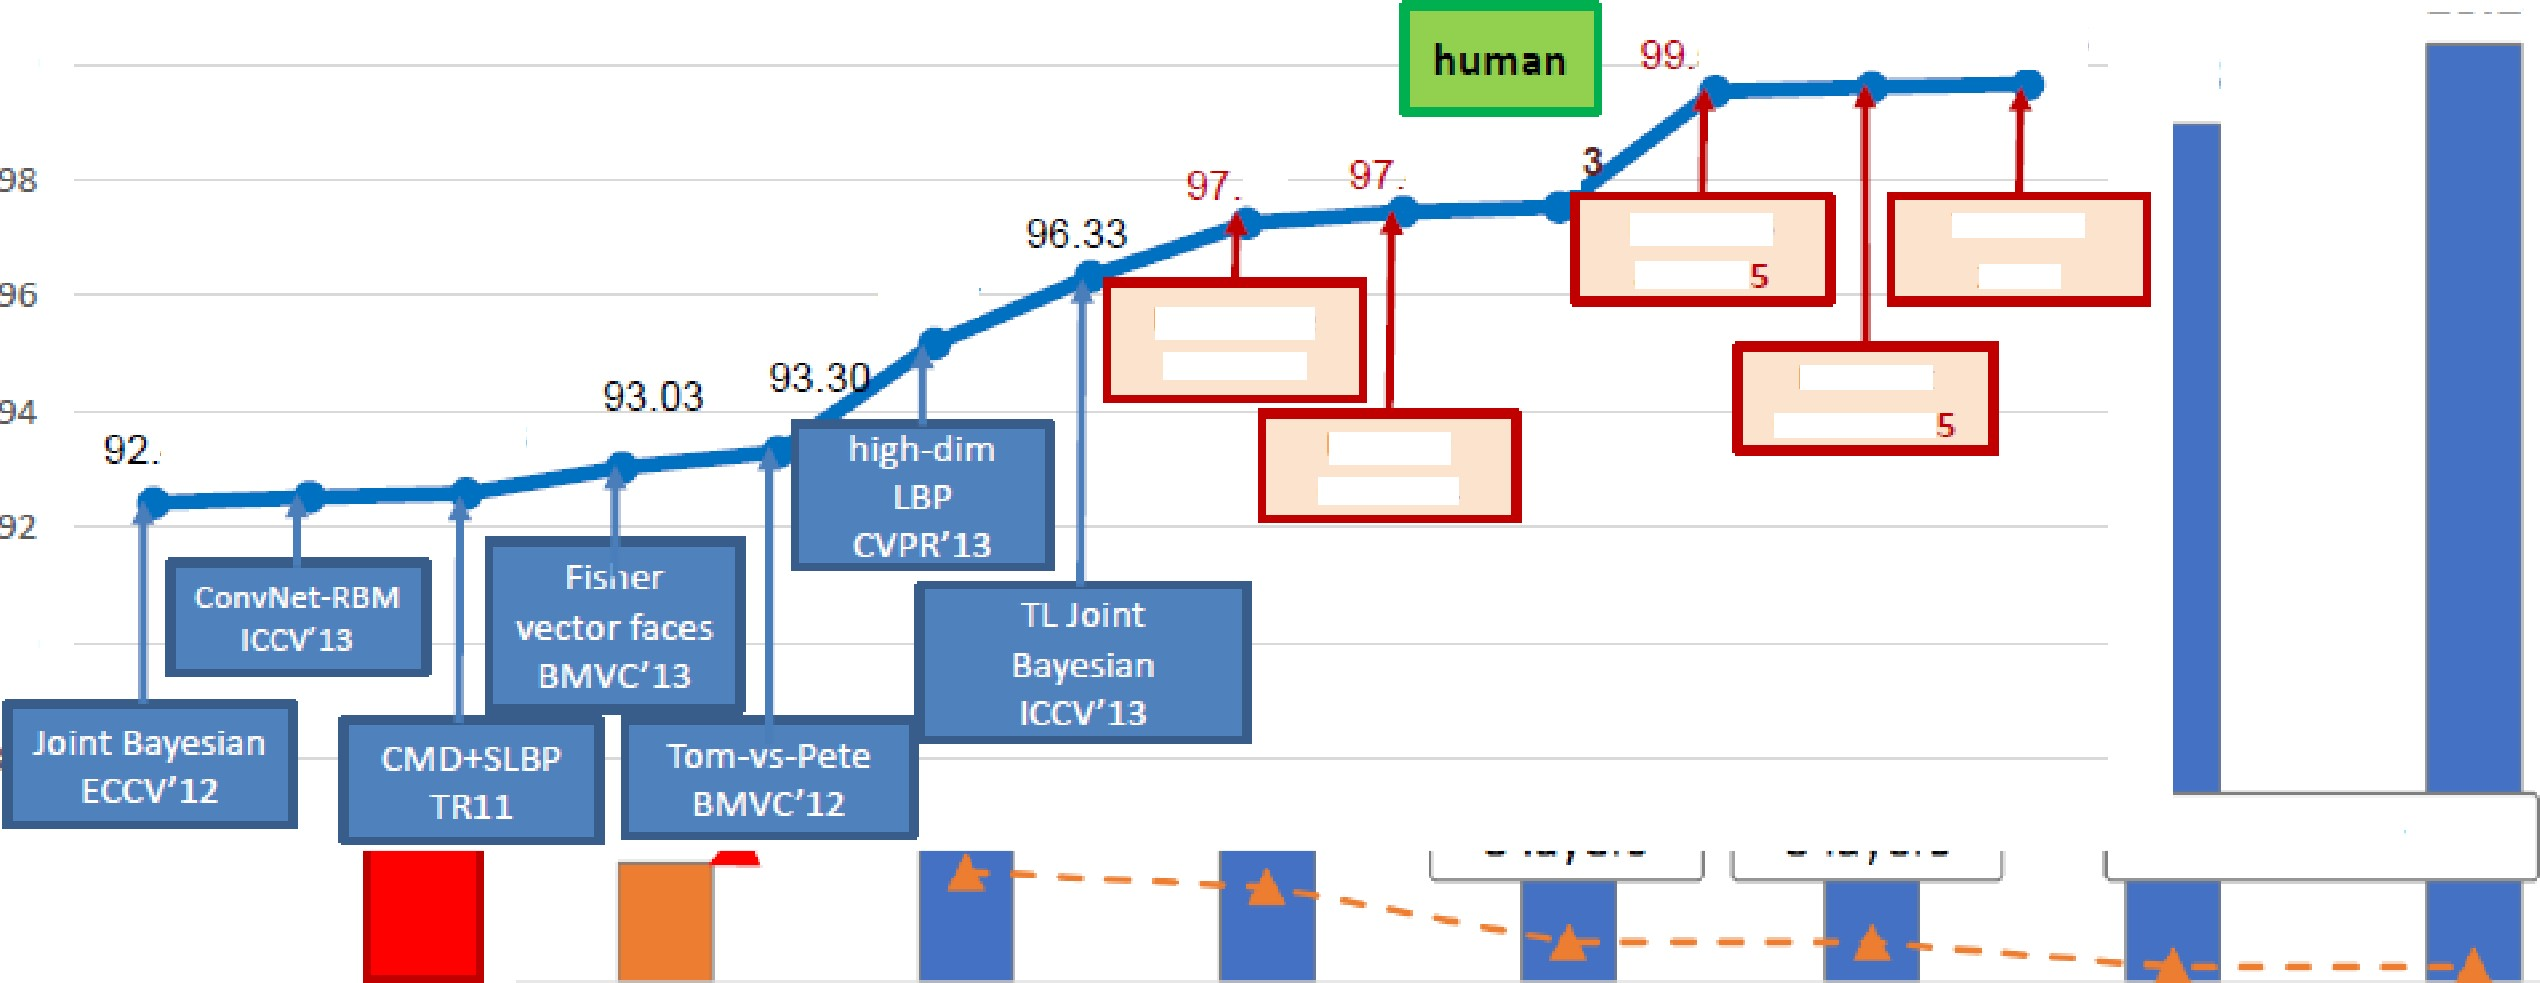 human
99.
3
98
97.
97.
96.33
96
5
93.30
93.03
94
5
92.
high-dim
LBP
CVPR’13
92
Fisher
vector faces
BMVC’13
ConvNet-RBM
ICCV’13
TL Joint
Bayesian
ICCV’13
Joint Bayesian
ECCV’12
CMD+SLBP
TR11
Tom-vs-Pete
BMVC’12